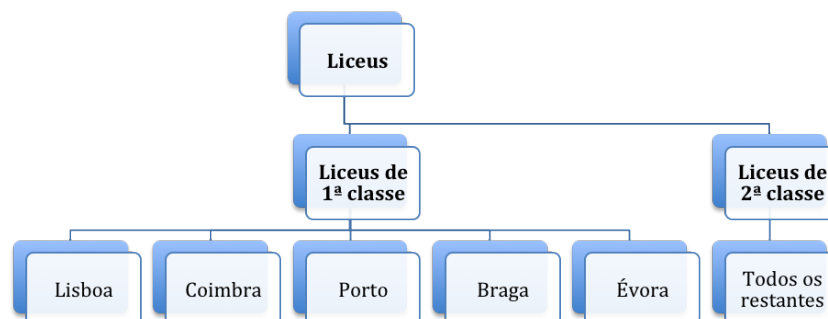 Liceus
Liceus de
1ª classe
Liceus de
2ª classe
Lisboa
Coimbra
Porto
Braga
Évora
Todos os
restantes